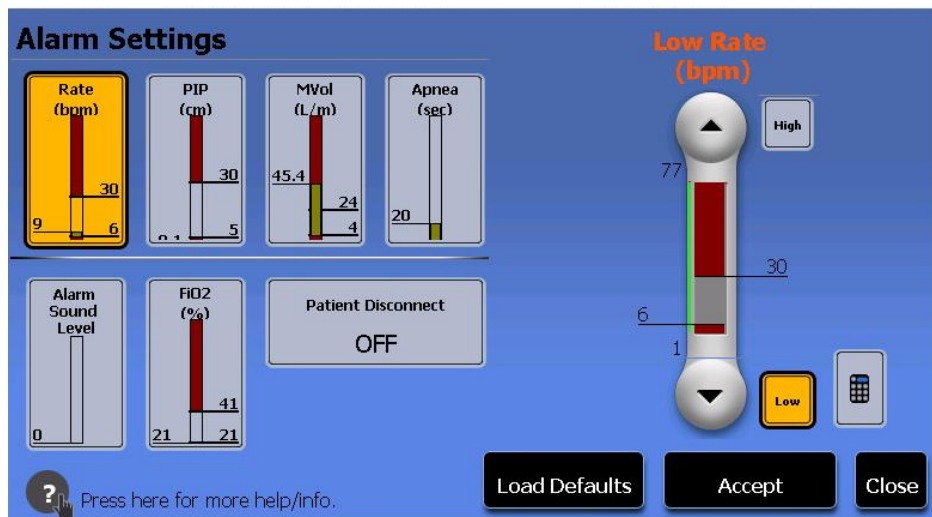 Alarm Settings
Rate
(bpm)
30
9
6
PIP
(cm)
30
5
MVol
(L/m)
45.4
24
4
Apnea
(sec)
20
Alarm
Sound
Level
0
FiO2
(%)
41
21 21
Patient Disconnect
OFF
? Press here for more help/info.
Low Rate
(bpm)
High
77
30
6
1
Low
Load Defaults
Accept
Close